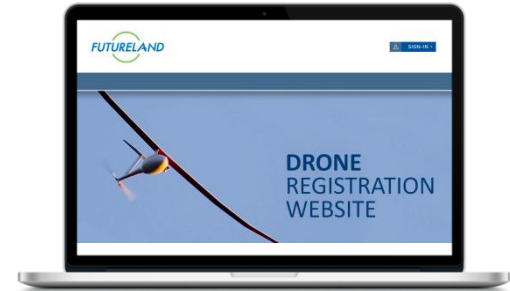 FUTURELAND
SIGN-IN
DRONE
REGISTRATION
WEBSITE